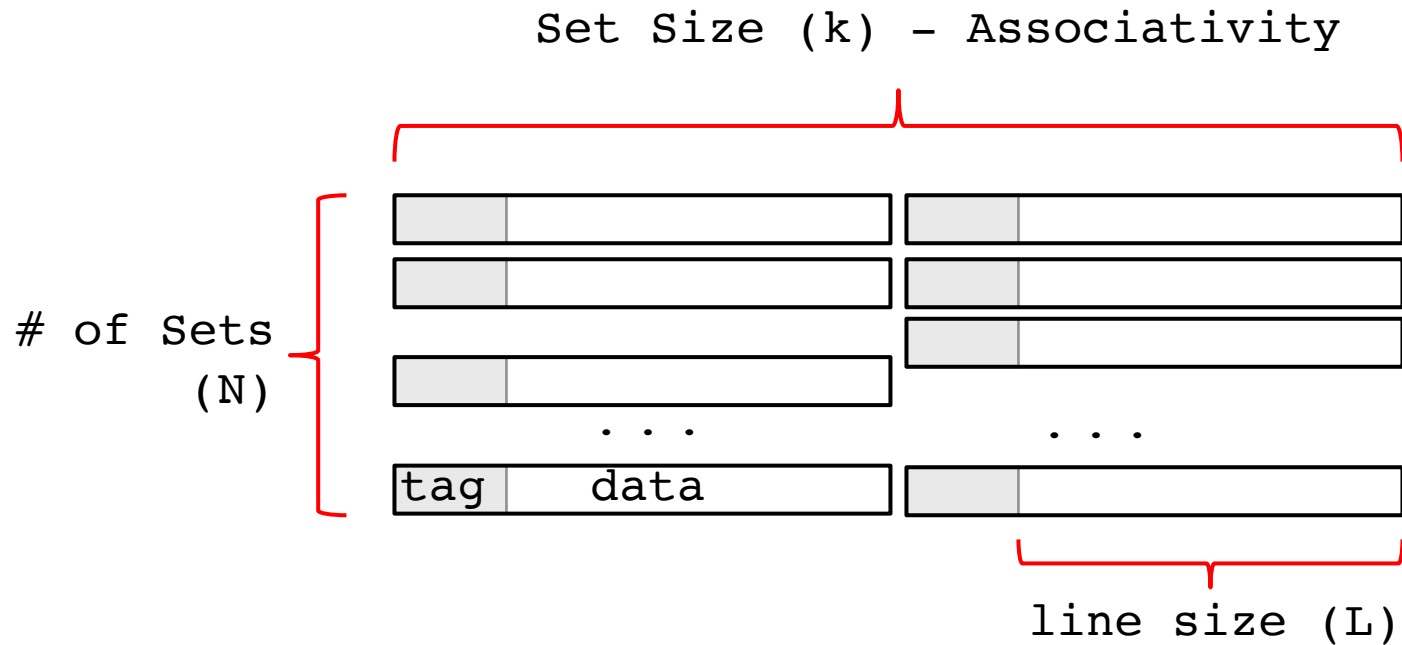 Set Size (k) – Associativity
# of Sets
(N)
... ...
tag data
line size (L)